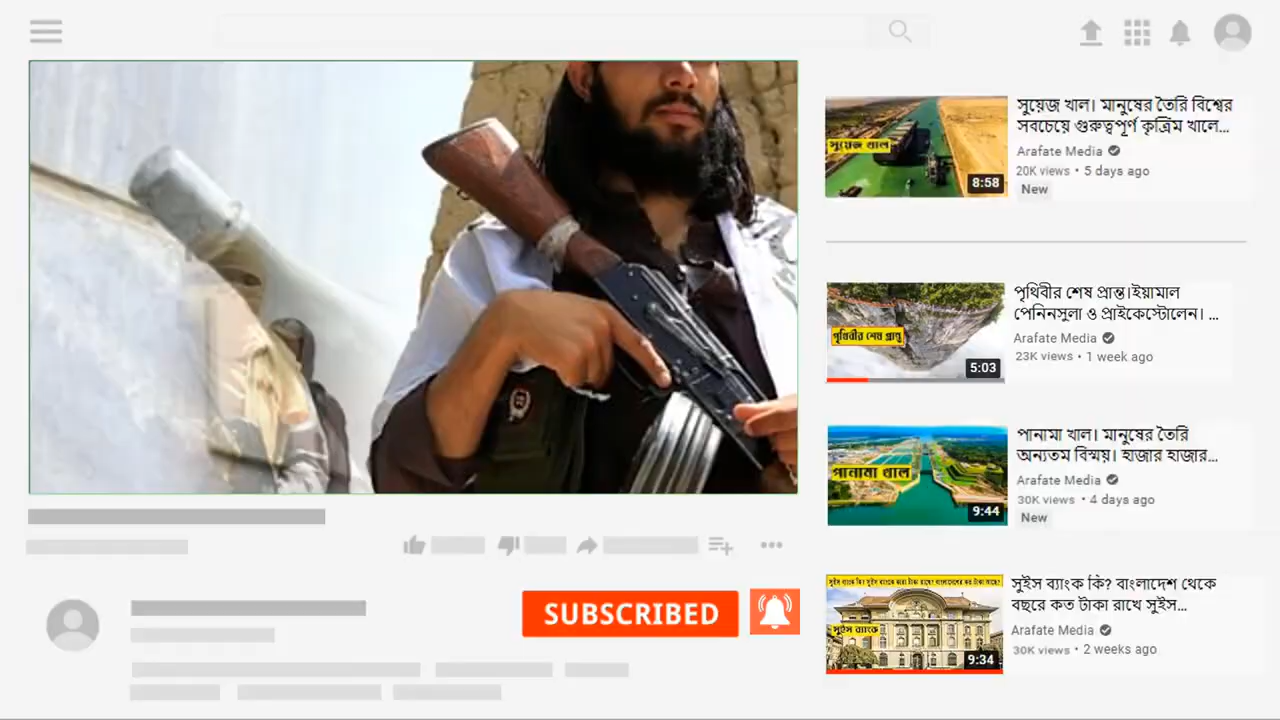 সুয়েজ খাল
8:58
সুয়েজ খাল। মানুষের তৈরি বিশ্বের
সবচেয়ে গুরুত্বপূর্ণ কৃত্রিম খালে...
Arafate Media
20K views • 5 days ago
New
পৃথিবীর শেষ প্রান্ত
5:03
পৃথিবীর শেষ প্রান্ত।ইয়ামাল
পেনিনসুলা ও প্রাইকেস্টোলেন। ...
Arafate Media
23K views • 1 week ago
পানামা খাল
9:44
পানামা খাল। মানুষের তৈরি
অন্যতম বিস্ময়। হাজার হাজার...
Arafate Media
30K views • 4 days ago
New
SUBSCRIBED
সুইস ব্যাংক
9:34
সুইস ব্যাংক কি? বাংলাদেশ থেকে
বছরে কত টাকা রাখে সুইস...
Arafate Media
30K views • 2 weeks ago